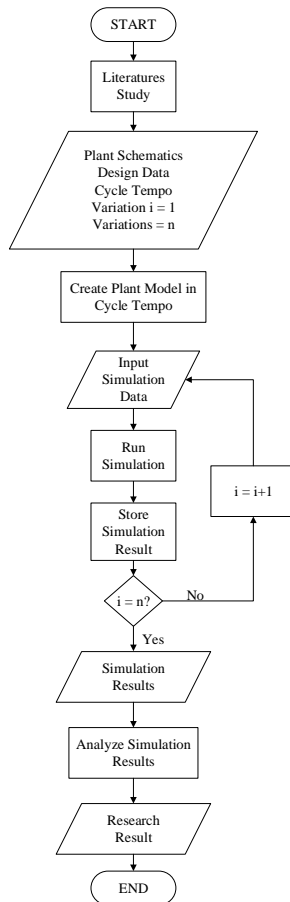 START
Literatures
Study
Plant Schematics
Design Data
Cycle Tempo
Variation i = 1
Variations = n
Create Plant Model in
Cycle Tempo
Input
Simulation
Data
Run
Simulation
i = i+1
Store
Simulation
Result
i = n?
No
Yes
Simulation
Results
Analyze Simulation
Results
Research
Result
END